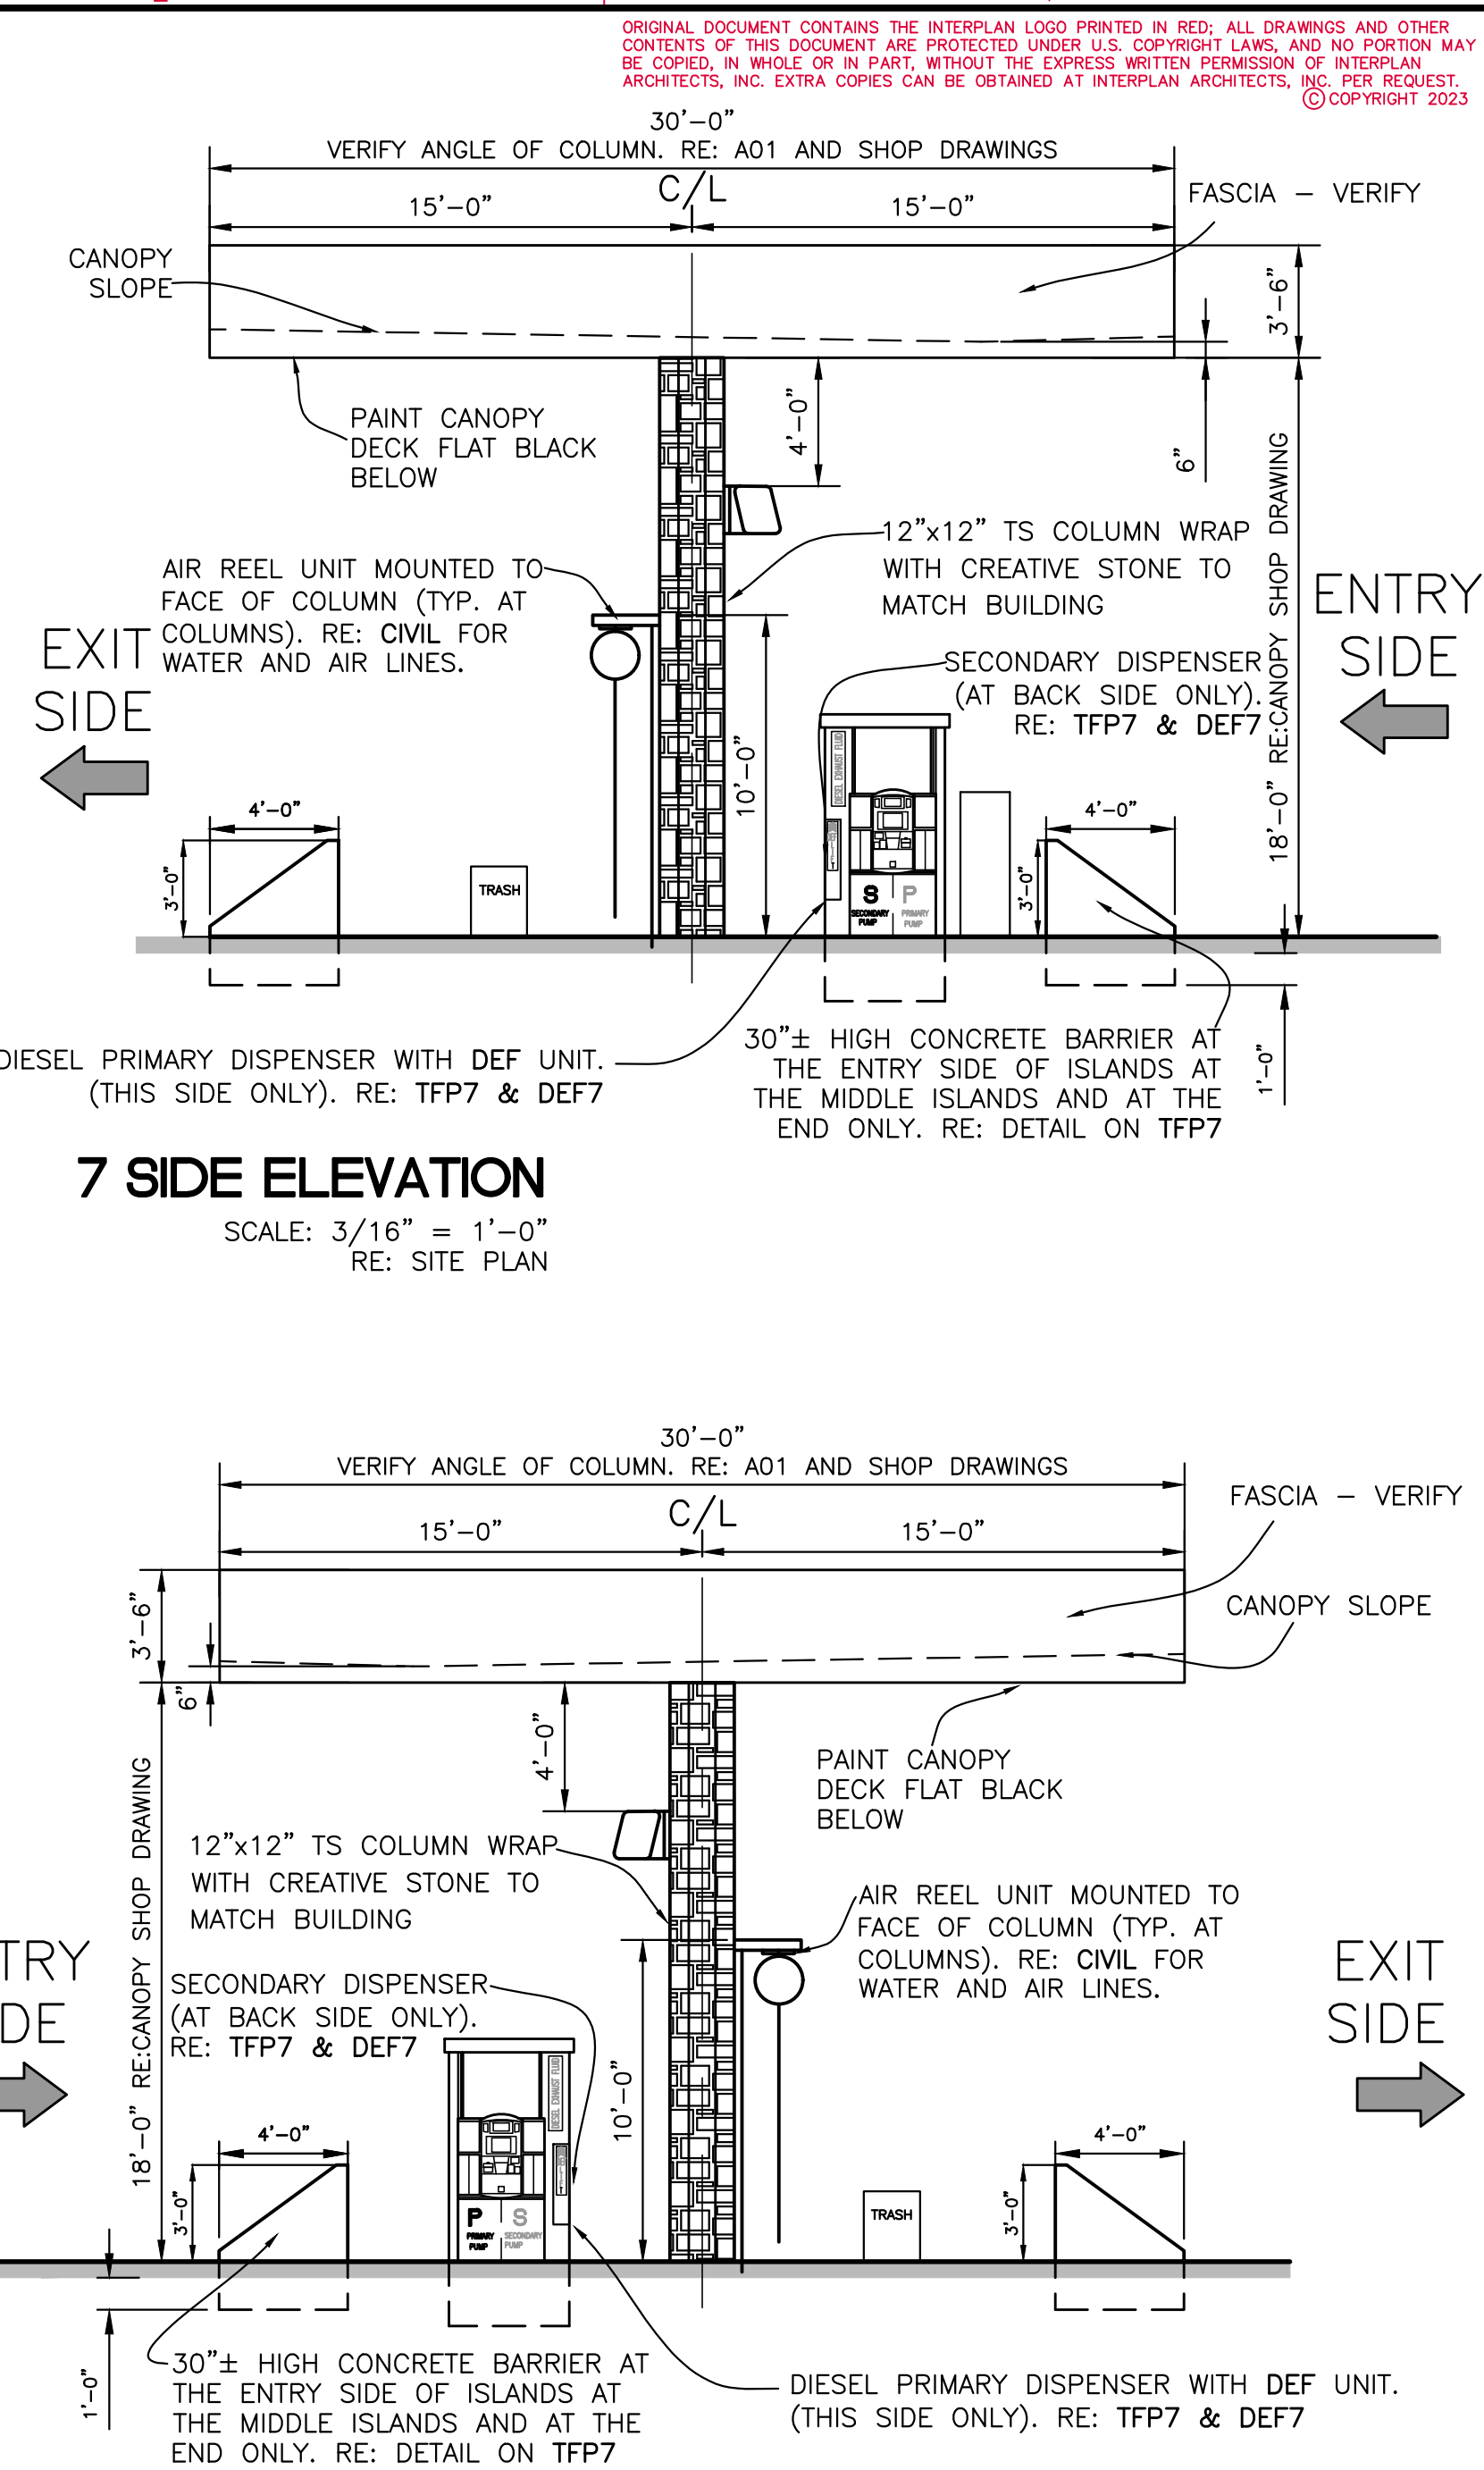 ORIGINAL DOCUMENT CONTAINS THE INTERPLAN LOGO PRINTED IN RED; ALL DRAWINGS AND OTHER
CONTENTS OF THIS DOCUMENT ARE PROTECTED UNDER U.S. COPYRIGHT LAWS, AND NO PORTION MAY
BE COPIED, IN WHOLE OR IN PART, WITHOUT THE EXPRESS WRITTEN PERMISSION OF INTERPLAN
ARCHITECTS, INC. EXTRA COPIES CAN BE OBTAINED AT INTERPLAN ARCHITECTS, INC. PER REQUEST.
© COPYRIGHT 2023
30'-0"
VERIFY ANGLE OF COLUMN. RE: A01 AND SHOP DRAWINGS
C/L
15'-0"
15'-0"
FASCIA - VERIFY
CANOPY
SLOPE
3'-6"
PAINT CANOPY
DECK FLAT BLACK
BELOW
4'-0"
6"
12"x12" TS COLUMN WRAP
WITH CREATIVE STONE TO
MATCH BUILDING
AIR REEL UNIT MOUNTED TO
FACE OF COLUMN (TYP. AT
COLUMNS). RE: CIVIL FOR
WATER AND AIR LINES.
EXIT
SIDE
ENTRY
SIDE
18'-0" RE:CANOPY SHOP DRAWING
SECONDARY DISPENSER
(AT BACK SIDE ONLY).
RE: TFP7 & DEF7
10'-0"
DIESEL EXHAUST FLUID
4'-0"
3'-0"
TRASH
S
SECONDARY
PUMP
P
PRIMARY
PUMP
4'-0"
3'-0"
1'-0"
DIESEL PRIMARY DISPENSER WITH DEF UNIT.
(THIS SIDE ONLY). RE: TFP7 & DEF7
30"± HIGH CONCRETE BARRIER AT
THE ENTRY SIDE OF ISLANDS AT
THE MIDDLE ISLANDS AND AT THE
END ONLY. RE: DETAIL ON TFP7
7 SIDE ELEVATION
SCALE: 3/16" = 1'-0"
RE: SITE PLAN
30'-0"
VERIFY ANGLE OF COLUMN. RE: A01 AND SHOP DRAWINGS
C/L
15'-0"
15'-0"
FASCIA - VERIFY
3'-6"
CANOPY SLOPE
6"
4'-0"
PAINT CANOPY
DECK FLAT BLACK
BELOW
12"x12" TS COLUMN WRAP
WITH CREATIVE STONE TO
MATCH BUILDING
AIR REEL UNIT MOUNTED TO
FACE OF COLUMN (TYP. AT
COLUMNS). RE: CIVIL FOR
WATER AND AIR LINES.
TRY
DE
18'-0" RE:CANOPY SHOP DRAWING
SECONDARY DISPENSER
(AT BACK SIDE ONLY).
RE: TFP7 & DEF7
EXIT
SIDE
10'-0"
DIESEL EXHAUST FLUID
4'-0"
3'-0"
P
PRIMARY
PUMP
S
SECONDARY
PUMP
TRASH
4'-0"
3'-0"
1'-0"
30"± HIGH CONCRETE BARRIER AT
THE ENTRY SIDE OF ISLANDS AT
THE MIDDLE ISLANDS AND AT THE
END ONLY. RE: DETAIL ON TFP7
DIESEL PRIMARY DISPENSER WITH DEF UNIT.
(THIS SIDE ONLY). RE: TFP7 & DEF7